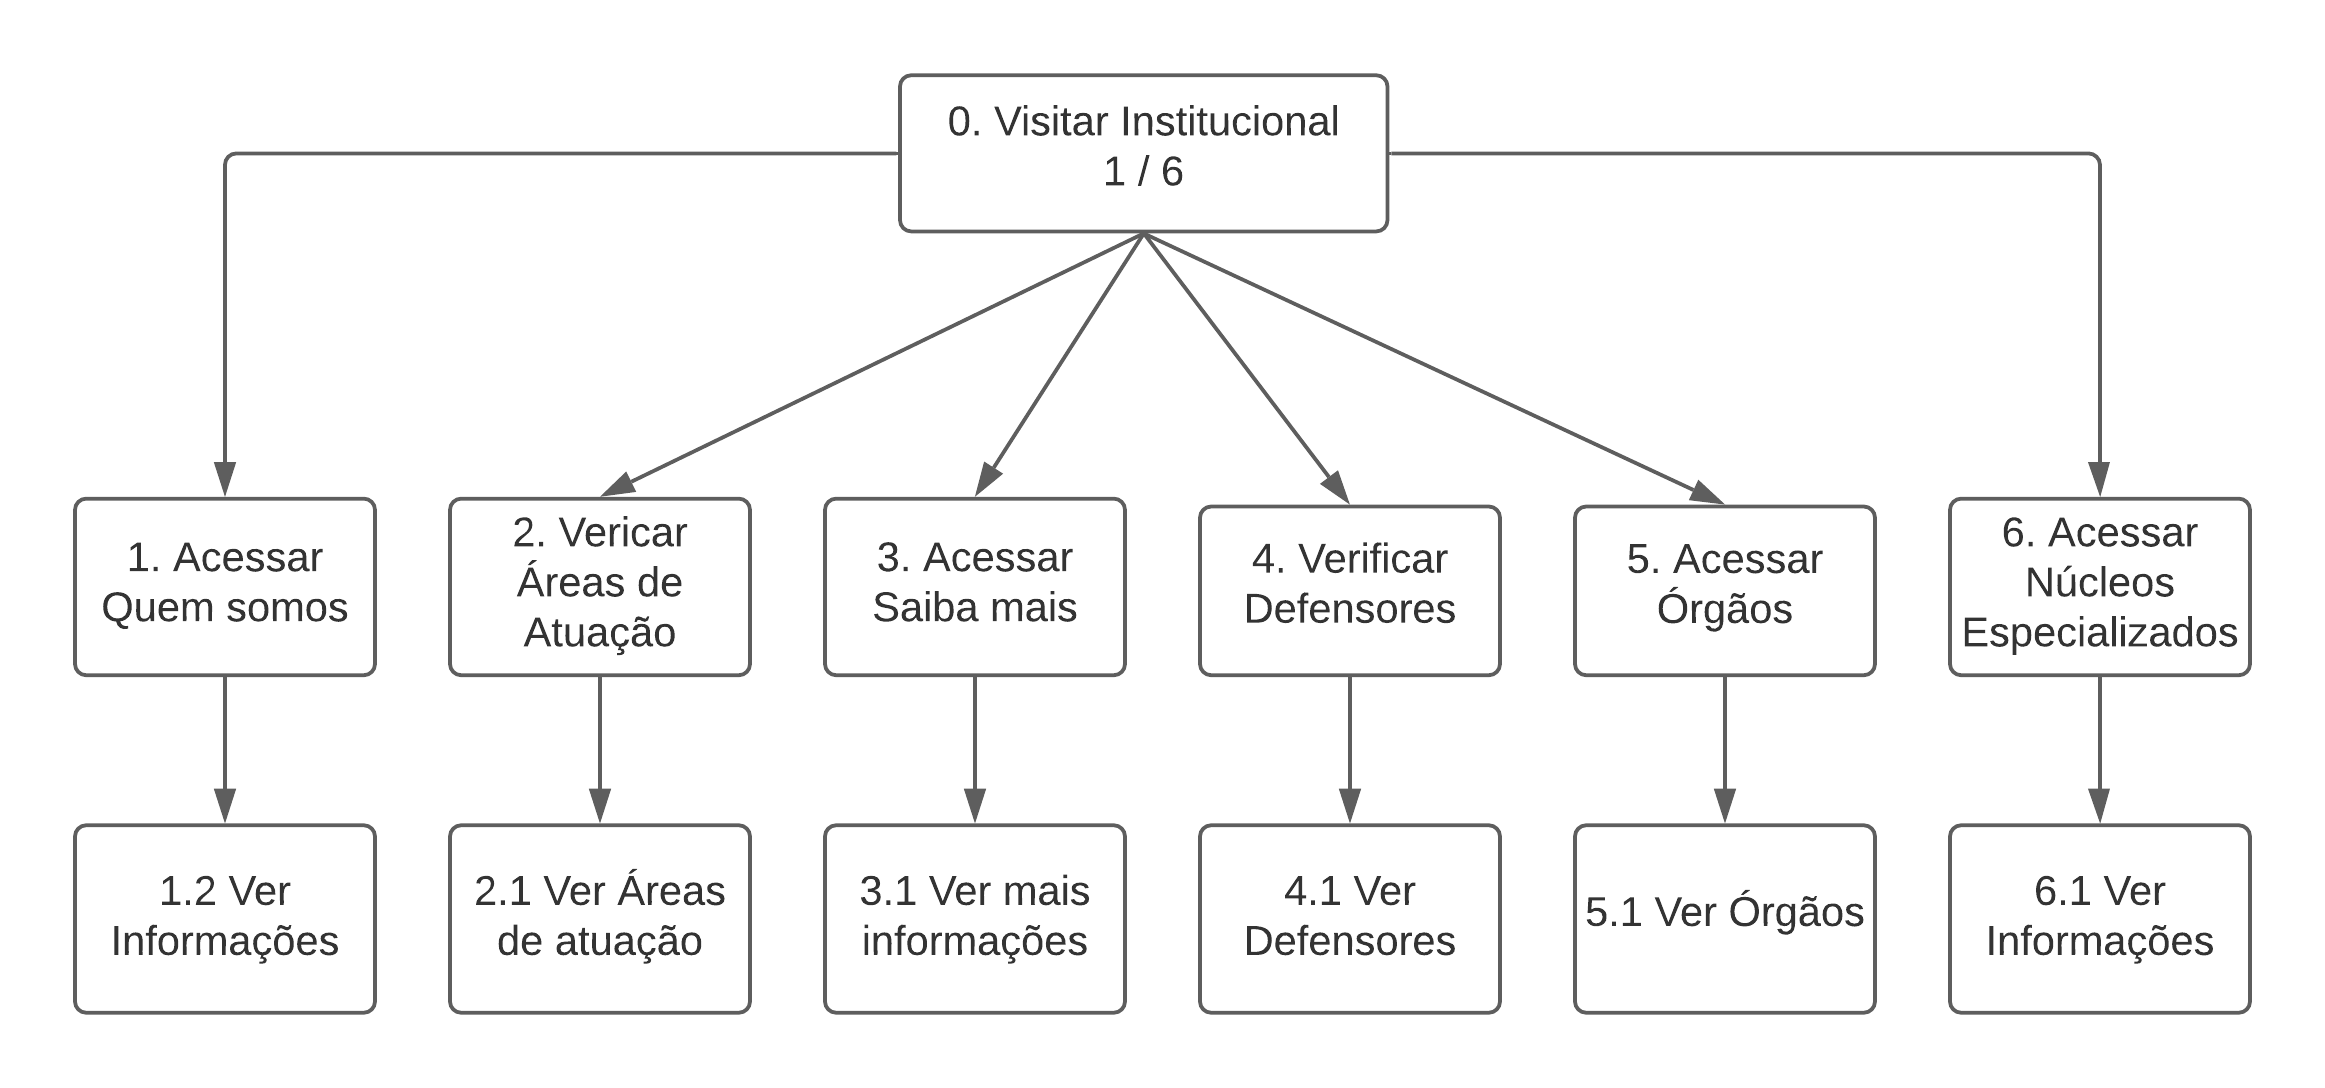 0. Visitar Institucional
1 / 6
1. Acessar
Quem somos
2. Vericar
Áreas de
Atuação
3. Acessar
Saiba mais
4. Verificar
Defensores
5. Acessar
Órgãos
6. Acessar
Núcleos
Especializados
1.2 Ver
Informações
2.1 Ver Áreas
de atuação
3.1 Ver mais
informações
4.1 Ver
Defensores
5.1 Ver Órgãos
6.1 Ver
Informações